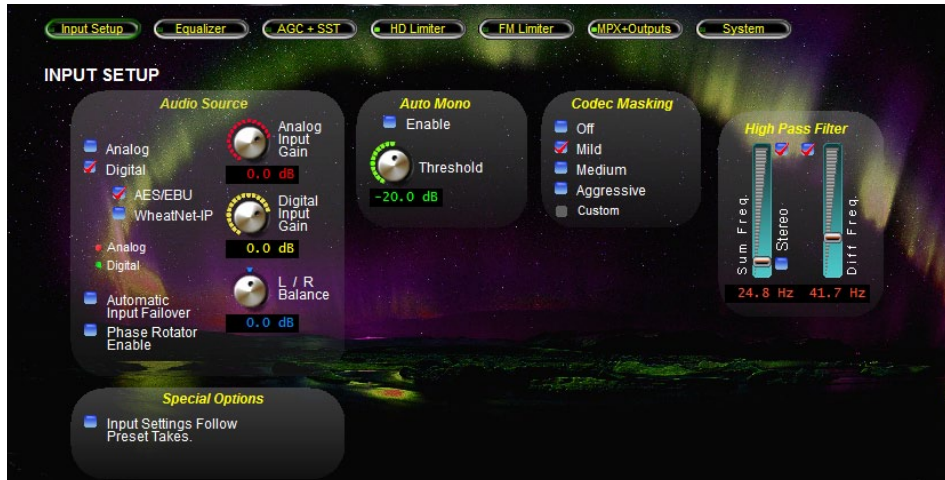 Input Setup Equalizer AGC + SST HD Limiter FM Limiter MPX+Outputs System
INPUT SETUP
Audio Source
Analog
Digital
AES/EBU
WheatNet-IP
Analog
Digital
Automatic
Input Failover
Phase Rotator
Enable
Analog
Input
Gain
0.0 dB
Digital
Input
Gain
0.0 dB
L / R
Balance
0.0 dB
Auto Mono
Enable
Threshold
-20.0 dB
Codec Masking
Off
Mild
Medium
Aggressive
Custom
High Pass Filter
Sum Freq.
Stereo
Diff Freq.
24.8 Hz 41.7 Hz
Special Options
Input Settings Follow
Preset Takes.